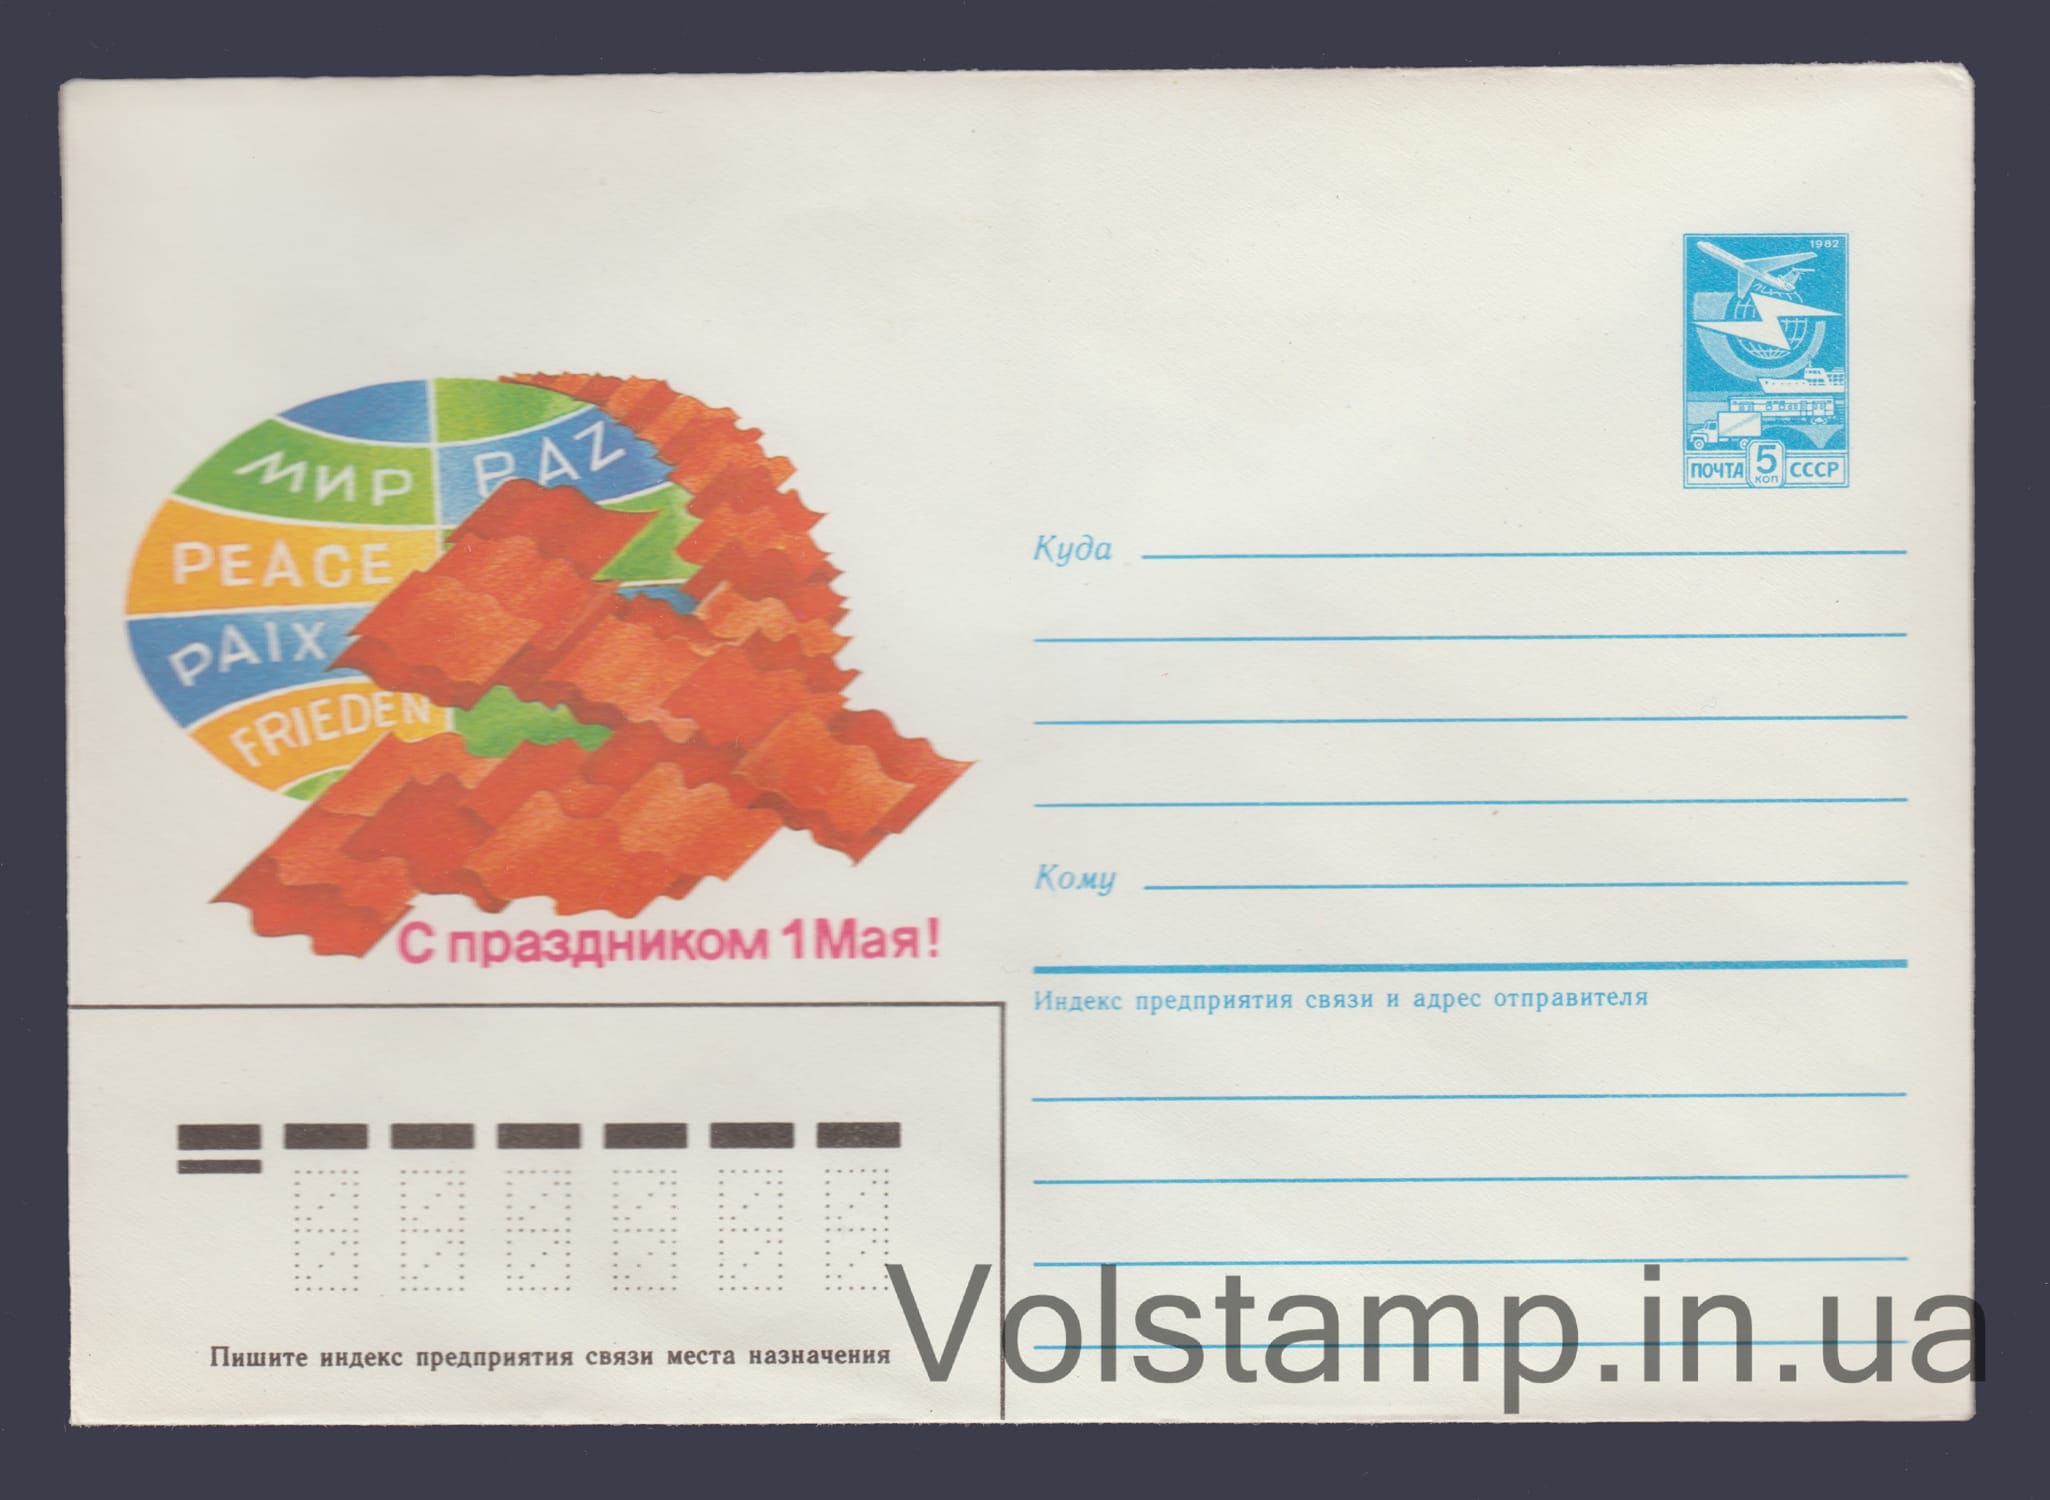 1982
ПОЧТА 5 КОП СССР
МИР PAZ
PEACE
PAIX
FRIEDEN
С праздником 1 Мая!
Куда
Кому
Индекс предприятия связи и адрес отправителя
Пишите индекс предприятия связи места назначения
Volstamp.in.ua